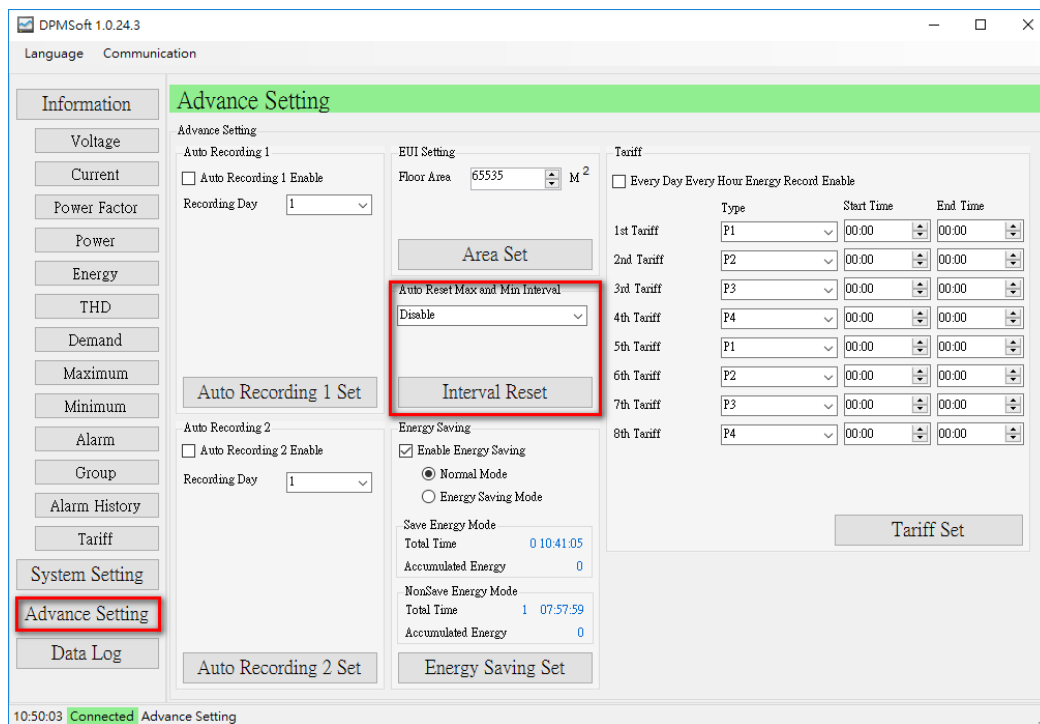 DPMSoft 1.0.24.3
Language Communication
Information
Voltage
Current
Power Factor
Power
Energy
THD
Demand
Maximum
Minimum
Alarm
Group
Alarm History
Tariff
System Setting
Advance Setting
Data Log
Advance Setting
Advance Setting
Auto Recording 1
Auto Recording 1 Enable
Recording Day 1
Auto Recording 1 Set
Auto Recording 2
Auto Recording 2 Enable
Recording Day 1
Auto Recording 2 Set
EUI Setting
Floor Area 65535 M 2
Area Set
Auto Reset Max and Min Interval
Disable
Interval Reset
Energy Saving
Enable Energy Saving
Normal Mode
Energy Saving Mode
Save Energy Mode
Total Time 0 10:41:05
Accumulated Energy 0
NonSave Energy Mode
Total Time 1 07:57:59
Accumulated Energy 0
Energy Saving Set
Tariff
Every Day Every Hour Energy Record Enable
Type Start Time End Time
1st Tariff P1 00:00 00:00
2nd Tariff P2 00:00 00:00
3rd Tariff P3 00:00 00:00
4th Tariff P4 00:00 00:00
5th Tariff P1 00:00 00:00
6th Tariff P2 00:00 00:00
7th Tariff P3 00:00 00:00
8th Tariff P4 00:00 00:00
Tariff Set
10:50:03 Connected Advance Setting